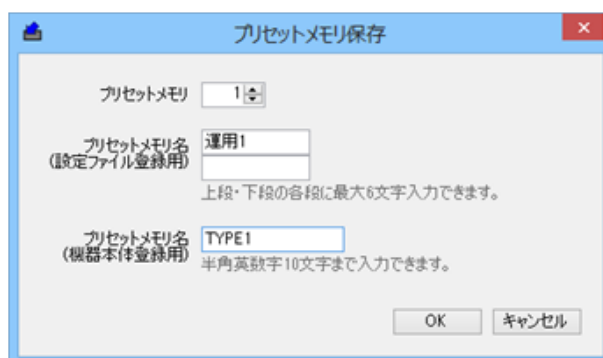 プリセットメモリ保存
プリセットメモリ 1
プリセットメモリ名
(設定ファイル登録用)
運用1
上段・下段の各段に最大6文字入力できます。
プリセットメモリ名
(機器本体登録用)
TYPE1
半角英数字10文字まで入力できます。
OK キャンセル